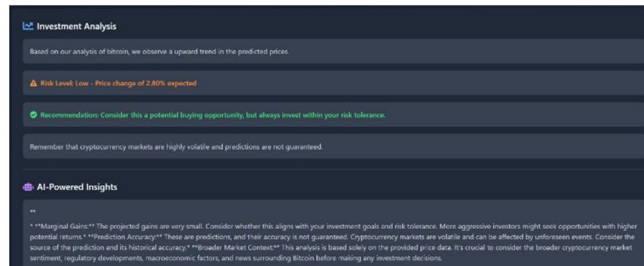 Investment Analysis
Based on our analysis of bitcoin, we observe a upward trend in the predicted prices.
Risk Level: Low - Price change of 2.80% expected
Recommendation: Consider this a potential buying opportunity, but always invest within your risk tolerance.
Remember that cryptocurrency markets are highly volatile and predictions are not guaranteed.
AI-Powered Insights
**
* **Marginal Gains:** The projected gains are very small. Consider whether this aligns with your investment goals and risk tolerance. More aggressive investors might seek opportunities with higher
potential returns.* **Prediction Accuracy:** These are predictions, and their accuracy is not guaranteed. Cryptocurrency markets are volatile and can be affected by unforeseen events. Consider the
source of the prediction and its historical accuracy.* **Broader Market Context:** This analysis is based solely on the provided price data. It's crucial to consider the broader cryptocurrency market
sentiment, regulatory developments, macroeconomic factors, and news surrounding Bitcoin before making any investment decisions.